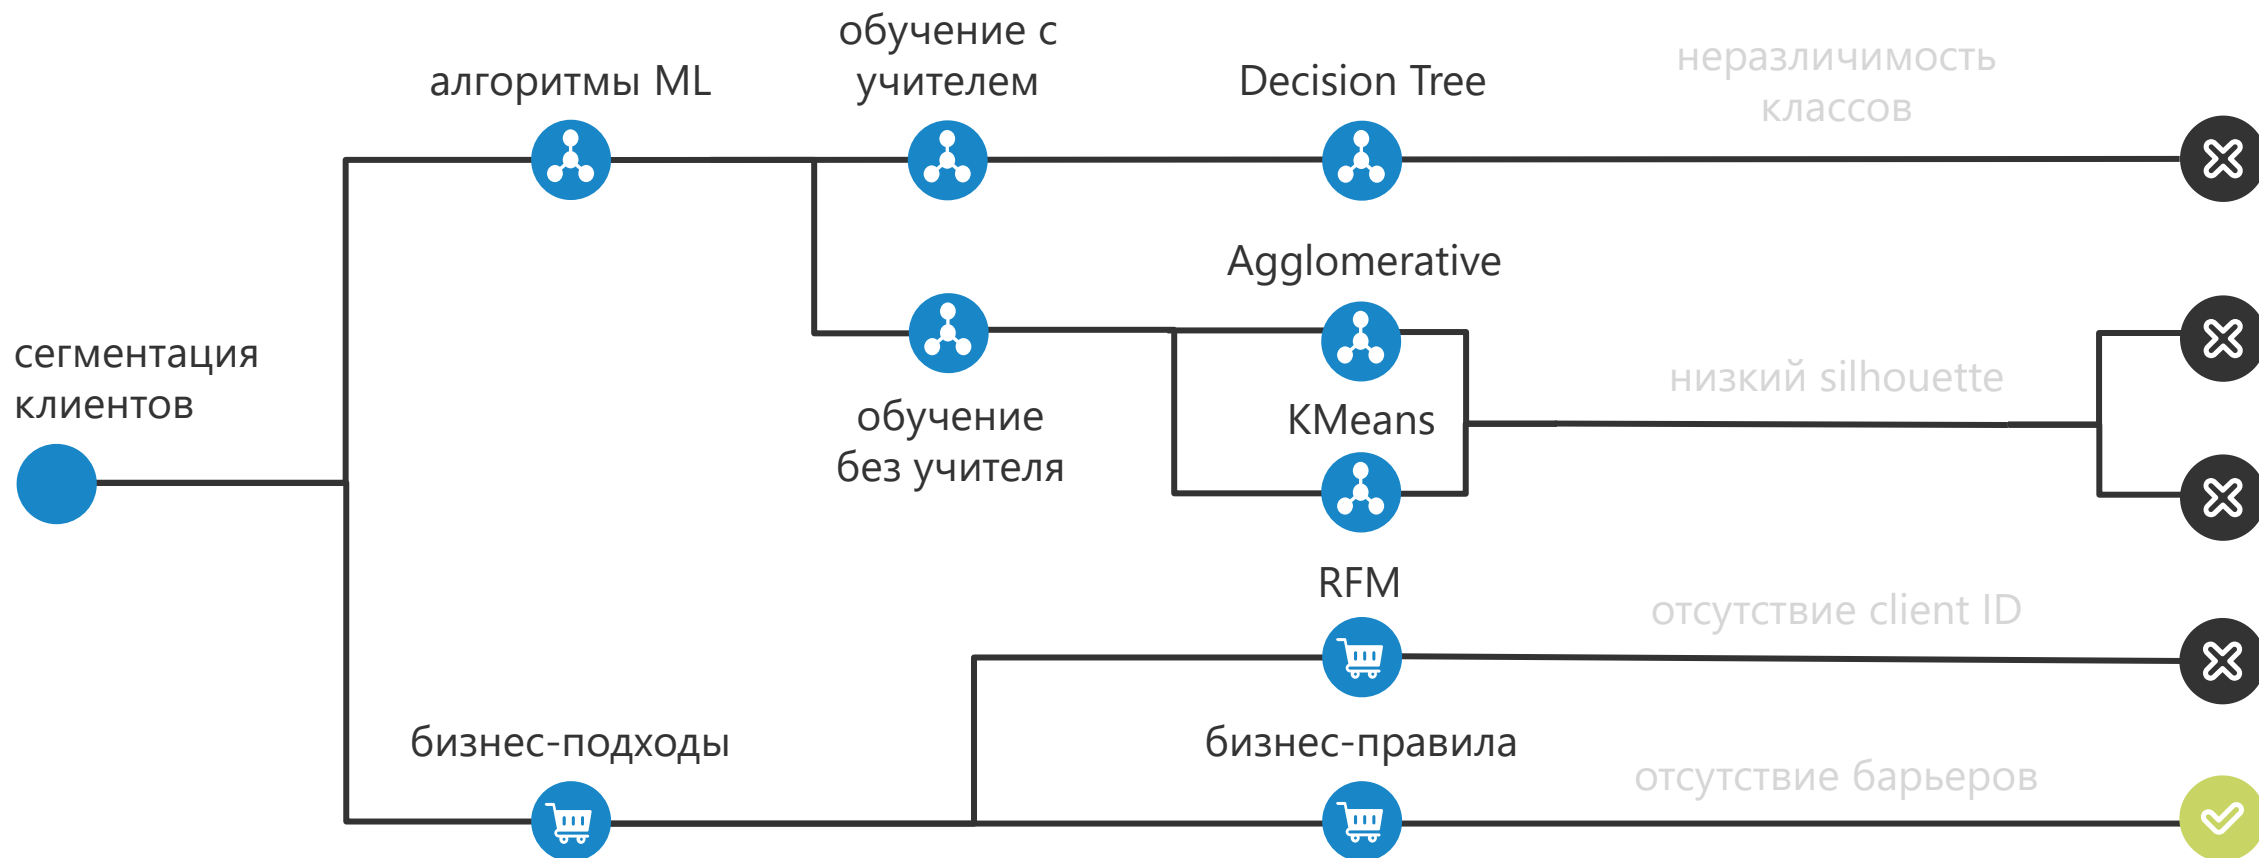 обучение с
учителем
алгоритмы ML
Decision Tree
неразличимость
классов
Agglomerative
сегментация
клиентов
низкий silhouette
обучение
без учителя
KMeans
RFM
отсутствие client ID
бизнес-подходы
бизнес-правила
отсутствие барьеров